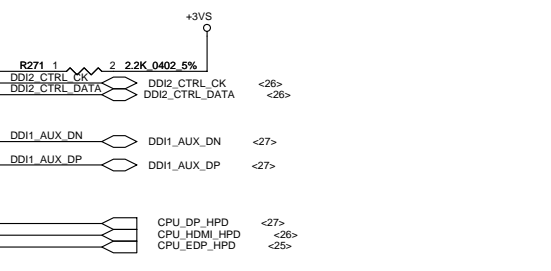 +3VS
R271 1 2 2.2K_0402_5%
DDI2_CTRL_CK DDI2_CTRL_CK <26>
DDI2_CTRL_DATA DDI2_CTRL_DATA <26>
DDI1_AUX_DN DDI1_AUX_DN <27>
DDI1_AUX_DP DDI1_AUX_DP <27>
CPU_DP_HPD <27>
CPU_HDMI_HPD <26>
CPU_EDP_HPD <25>